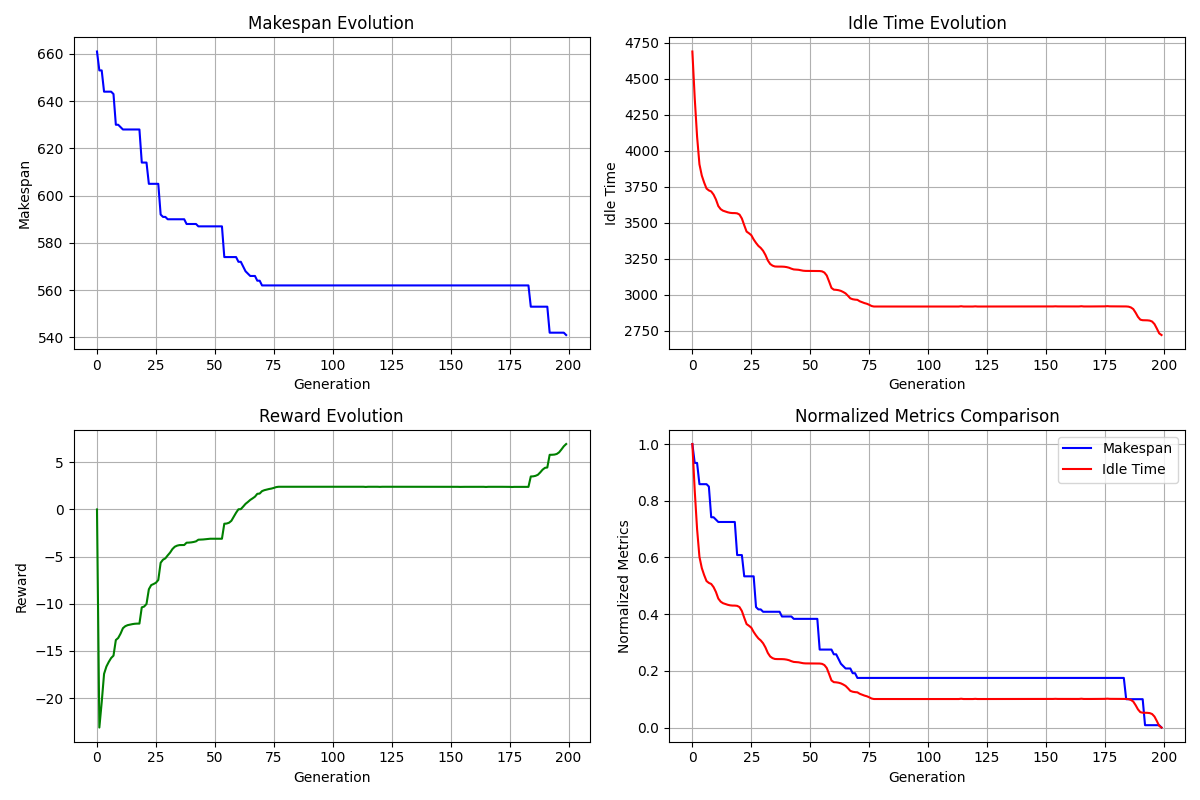 Makespan Evolution
Makespan
660
640
620
600
580
560
540
0 25 50 75 100 125 150 175 200
Generation
Idle Time Evolution
Idle Time
4750
4500
4250
4000
3750
3500
3250
3000
2750
0 25 50 75 100 125 150 175 200
Generation
Reward Evolution
Reward
5
0
−5
−10
−15
−20
0 25 50 75 100 125 150 175 200
Generation
Normalized Metrics Comparison
Normalized Metrics
1.0
0.8
0.6
0.4
0.2
0.0
Makespan
Idle Time
0 25 50 75 100 125 150 175 200
Generation